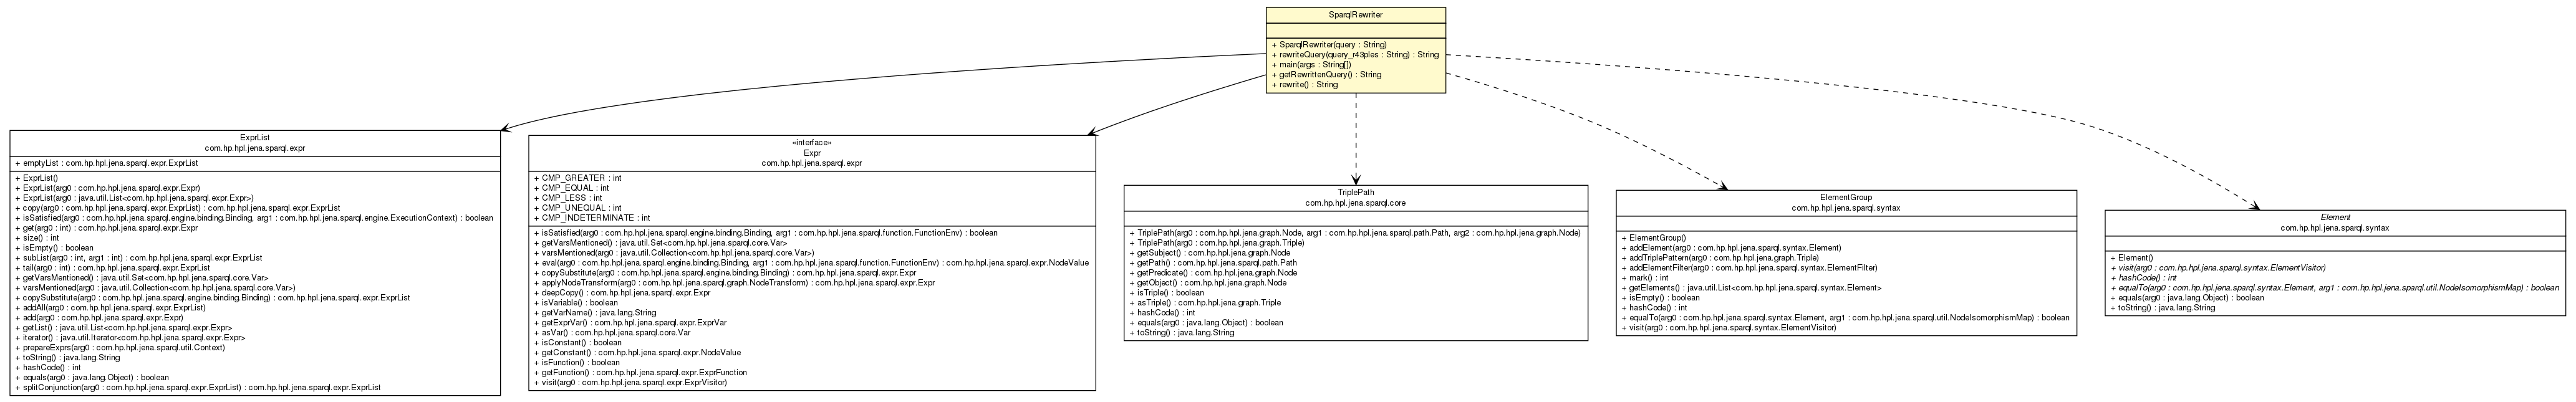 SparqlRewriter
+ SparqlRewriter(query : String)
+ rewriteQuery(query_r43ples : String) : String
+ main(args : String[])
+ getRewrittenQuery() : String
+ rewrite() : String
ExprList
com.hp.hpl.jena.sparql.expr
+ emptyList : com.hp.hpl.jena.sparql.expr.ExprList
+ ExprList()
+ ExprList(arg0 : com.hp.hpl.jena.sparql.expr.Expr)
+ ExprList(arg0 : java.util.List<com.hp.hpl.jena.sparql.expr.Expr>)
+ copy(arg0 : com.hp.hpl.jena.sparql.expr.ExprList) : com.hp.hpl.jena.sparql.expr.ExprList
+ isSatisfied(arg0 : com.hp.hpl.jena.sparql.engine.binding.Binding, arg1 : com.hp.hpl.jena.sparql.engine.ExecutionContext) : boolean
+ get(arg0 : int) : com.hp.hpl.jena.sparql.expr.Expr
+ size() : int
+ isEmpty() : boolean
+ subList(arg0 : int, arg1 : int) : com.hp.hpl.jena.sparql.expr.ExprList
+ tail(arg0 : int) : com.hp.hpl.jena.sparql.expr.ExprList
+ getVarsMentioned() : java.util.Set<com.hp.hpl.jena.sparql.core.Var>
+ varsMentioned(arg0 : java.util.Collection<com.hp.hpl.jena.sparql.core.Var>)
+ copySubstitute(arg0 : com.hp.hpl.jena.sparql.engine.binding.Binding) : com.hp.hpl.jena.sparql.expr.ExprList
+ addAll(arg0 : com.hp.hpl.jena.sparql.expr.ExprList)
+ add(arg0 : com.hp.hpl.jena.sparql.expr.Expr)
+ getList() : java.util.List<com.hp.hpl.jena.sparql.expr.Expr>
+ iterator() : java.util.Iterator<com.hp.hpl.jena.sparql.expr.Expr>
+ prepareExprs(arg0 : com.hp.hpl.jena.sparql.util.Context)
+ toString() : java.lang.String
+ hashCode() : int
+ equals(arg0 : java.lang.Object) : boolean
+ splitConjunction(arg0 : com.hp.hpl.jena.sparql.expr.ExprList) : com.hp.hpl.jena.sparql.expr.ExprList
«interface»
Expr
com.hp.hpl.jena.sparql.expr
+ CMP_GREATER : int
+ CMP_EQUAL : int
+ CMP_LESS : int
+ CMP_UNEQUAL : int
+ CMP_INDETERMINATE : int
+ isSatisfied(arg0 : com.hp.hpl.jena.sparql.engine.binding.Binding, arg1 : com.hp.hpl.jena.sparql.function.FunctionEnv) : boolean
+ getVarsMentioned() : java.util.Set<com.hp.hpl.jena.sparql.core.Var>
+ varsMentioned(arg0 : java.util.Collection<com.hp.hpl.jena.sparql.core.Var>)
+ eval(arg0 : com.hp.hpl.jena.sparql.engine.binding.Binding, arg1 : com.hp.hpl.jena.sparql.function.FunctionEnv) : com.hp.hpl.jena.sparql.expr.NodeValue
+ copySubstitute(arg0 : com.hp.hpl.jena.sparql.engine.binding.Binding) : com.hp.hpl.jena.sparql.expr.Expr
+ applyNodeTransform(arg0 : com.hp.hpl.jena.sparql.graph.NodeTransform) : com.hp.hpl.jena.sparql.expr.Expr
+ deepCopy() : com.hp.hpl.jena.sparql.expr.Expr
+ isVariable() : boolean
+ getVarName() : java.lang.String
+ getExprVar() : com.hp.hpl.jena.sparql.expr.ExprVar
+ asVar() : com.hp.hpl.jena.sparql.core.Var
+ isConstant() : boolean
+ getConstant() : com.hp.hpl.jena.sparql.expr.NodeValue
+ isFunction() : boolean
+ getFunction() : com.hp.hpl.jena.sparql.expr.ExprFunction
+ visit(arg0 : com.hp.hpl.jena.sparql.expr.ExprVisitor)
TriplePath
com.hp.hpl.jena.sparql.core
+ TriplePath(arg0 : com.hp.hpl.jena.graph.Node, arg1 : com.hp.hpl.jena.sparql.path.Path, arg2 : com.hp.hpl.jena.graph.Node)
+ TriplePath(arg0 : com.hp.hpl.jena.graph.Triple)
+ getSubject() : com.hp.hpl.jena.graph.Node
+ getPath() : com.hp.hpl.jena.sparql.path.Path
+ getPredicate() : com.hp.hpl.jena.graph.Node
+ getObject() : com.hp.hpl.jena.graph.Node
+ isTriple() : boolean
+ asTriple() : com.hp.hpl.jena.graph.Triple
+ hashCode() : int
+ equals(arg0 : java.lang.Object) : boolean
+ toString() : java.lang.String
ElementGroup
com.hp.hpl.jena.sparql.syntax
+ ElementGroup()
+ addElement(arg0 : com.hp.hpl.jena.sparql.syntax.Element)
+ addTriplePattern(arg0 : com.hp.hpl.jena.graph.Triple)
+ addElementFilter(arg0 : com.hp.hpl.jena.sparql.syntax.ElementFilter)
+ mark() : int
+ getElements() : java.util.List<com.hp.hpl.jena.sparql.syntax.Element>
+ isEmpty() : boolean
+ hashCode() : int
+ equalTo(arg0 : com.hp.hpl.jena.sparql.syntax.Element, arg1 : com.hp.hpl.jena.sparql.util.NodeIsomorphismMap) : boolean
+ visit(arg0 : com.hp.hpl.jena.sparql.syntax.ElementVisitor)
Element
com.hp.hpl.jena.sparql.syntax
+ Element()
+ visit(arg0 : com.hp.hpl.jena.sparql.syntax.ElementVisitor)
+ hashCode() : int
+ equalTo(arg0 : com.hp.hpl.jena.sparql.syntax.Element, arg1 : com.hp.hpl.jena.sparql.util.NodeIsomorphismMap) : boolean
+ equals(arg0 : java.lang.Object) : boolean
+ toString() : java.lang.String